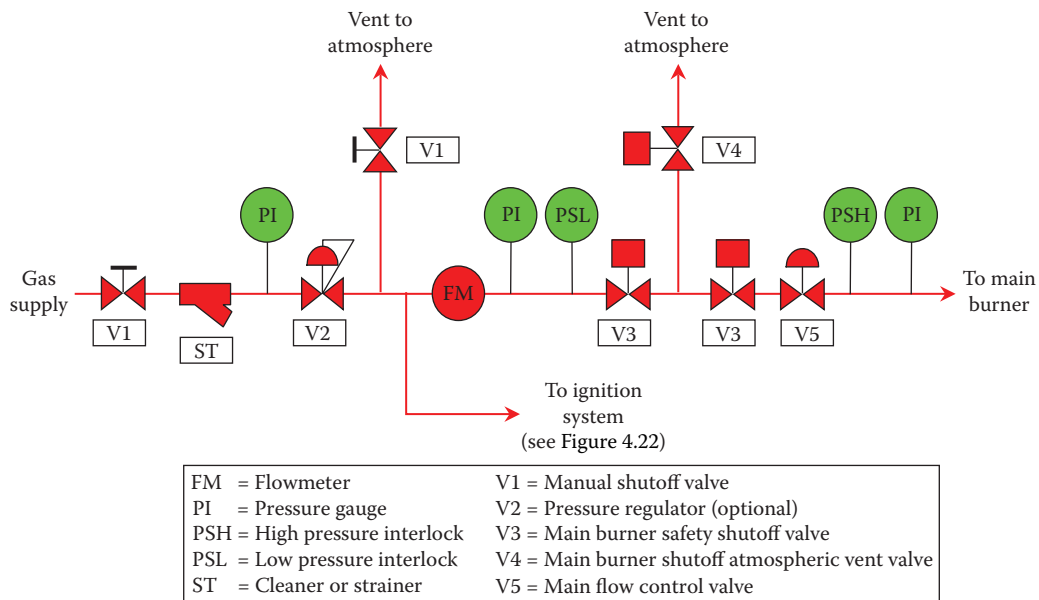 Vent to
atmosphere
Vent to
atmosphere
V1
V4
PI
PI
PSL
PSH
PI
Gas
supply
FM
To main
burner
V1
ST
V2
V3
V3
V5
To ignition
system
(see Figure 4.22)
FM = Flowmeter
PI = Pressure gauge
PSH = High pressure interlock
PSL = Low pressure interlock
ST = Cleaner or strainer
V1 = Manual shutoff valve
V2 = Pressure regulator (optional)
V3 = Main burner safety shutoff valve
V4 = Main burner shutoff atmospheric vent valve
V5 = Main flow control valve